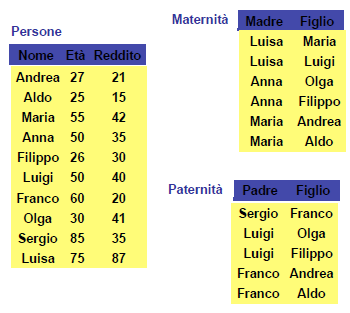 Persone
Nome Età Reddito
Andrea 27 21
Aldo 25 15
Maria 55 42
Anna 50 35
Filippo 26 30
Luigi 50 40
Franco 60 20
Olga 30 41
Sergio 85 35
Luisa 75 87
Maternità
Madre Figlio
Luisa Maria
Luisa Luigi
Anna Olga
Anna Filippo
Maria Andrea
Maria Aldo
Paternità
Padre Figlio
Sergio Franco
Luigi Olga
Luigi Filippo
Franco Andrea
Franco Aldo